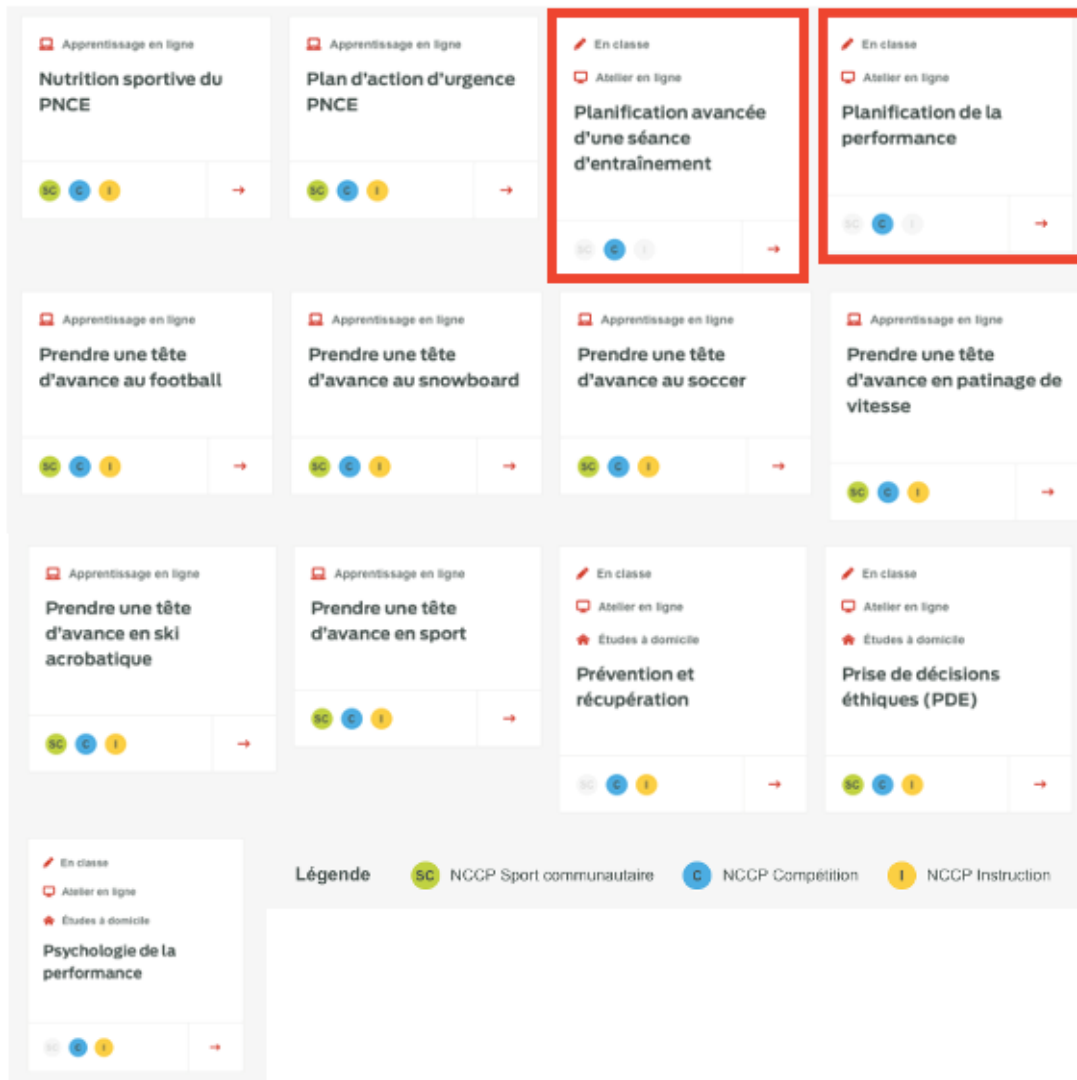 Apprentissage en ligne
Nutrition sportive du
PNCE
SC C I
Apprentissage en ligne
Plan d'action d'urgence
PNCE
SC C I
En classe
Atelier en ligne
Planification avancée
d'une séance
d'entraînement
SC C I
En classe
Atelier en ligne
Planification de la
performance
SC C I
Apprentissage en ligne
Prendre une tête
d'avance au football
SC C I
Apprentissage en ligne
Prendre une tête
d'avance au snowboard
SC C I
Apprentissage en ligne
Prendre une tête
d'avance au soccer
SC C I
Apprentissage en ligne
Prendre une tête
d'avance en patinage de
vitesse
SC C I
Apprentissage en ligne
Prendre une tête
d'avance en ski
acrobatique
SC C I
Apprentissage en ligne
Prendre une tête
d'avance en sport
SC C I
En classe
Atelier en ligne
Études à domicile
Prévention et
récupération
SC C I
En classe
Atelier en ligne
Études à domicile
Prise de décisions
éthiques (PDE)
SC C I
En classe
Atelier en ligne
Études à domicile
Psychologie de la
performance
SC C I
Légende SC NCCP Sport communautaire C NCCP Compétition I NCCP Instruction